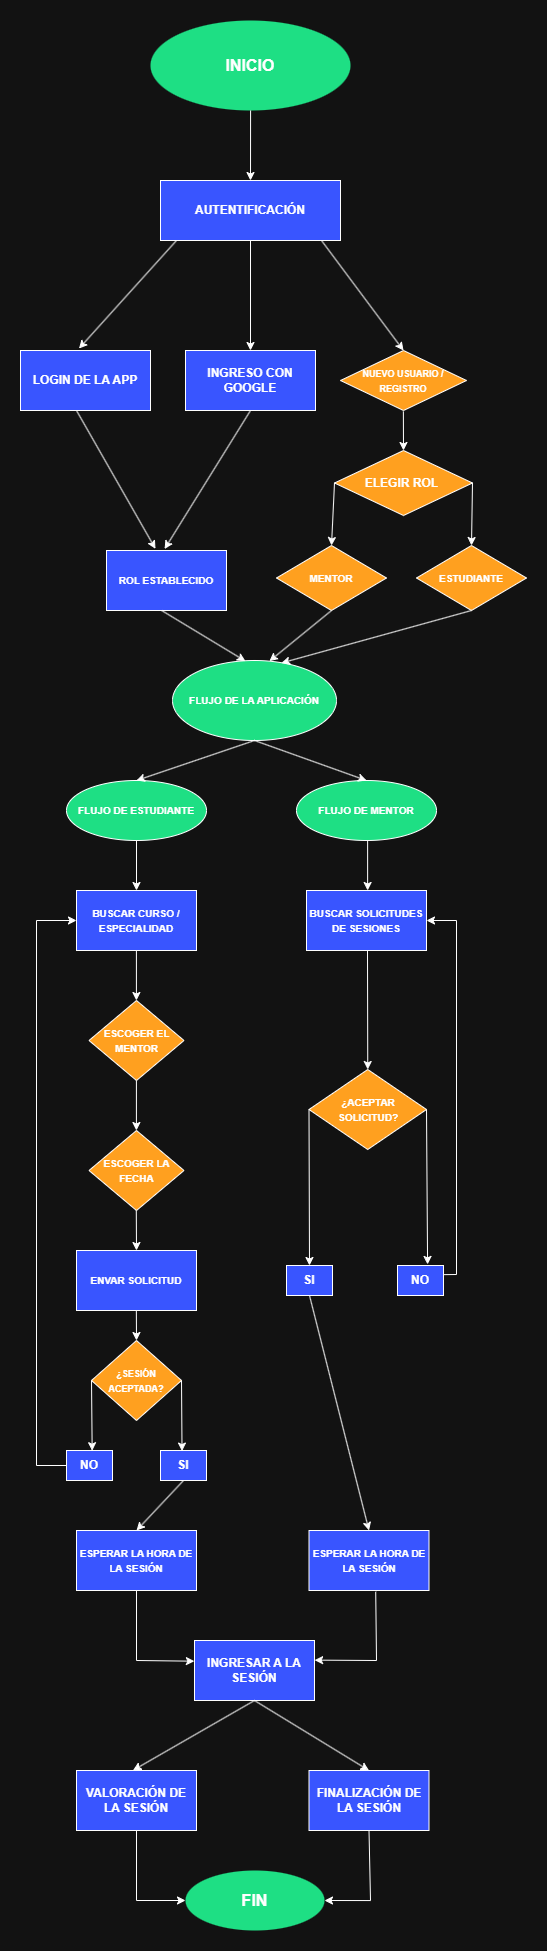 INICIO
AUTENTIFICACIÓN
LOGIN DE LA APP
INGRESO CON
GOOGLE
NUEVO USUARIO /
REGISTRO
ELEGIR ROL
ROL ESTABLECIDO
MENTOR
ESTUDIANTE
FLUJO DE LA APLICACIÓN
FLUJO DE ESTUDIANTE
FLUJO DE MENTOR
BUSCAR CURSO /
ESPECIALIDAD
BUSCAR SOLICITUDES
DE SESIONES
ESCOGER EL
MENTOR
¿ACEPTAR
SOLICITUD?
ESCOGER LA
FECHA
ENVAR SOLICITUD
SI
NO
¿SESIÓN
ACEPTADA?
NO
SI
ESPERAR LA HORA DE
LA SESIÓN
ESPERAR LA HORA DE
LA SESIÓN
INGRESAR A LA
SESIÓN
VALORACIÓN DE
LA SESIÓN
FINALIZACIÓN DE
LA SESIÓN
FIN